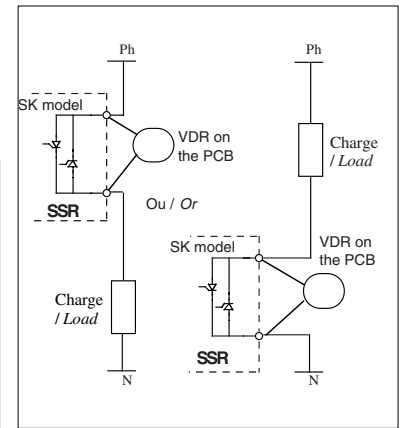 Ph
SK model
VDR on
the PCB
SSR
Ou / Or
Charge
/ Load
N
Ph
Charge
/ Load
SK model
VDR on
the PCB
SSR
N